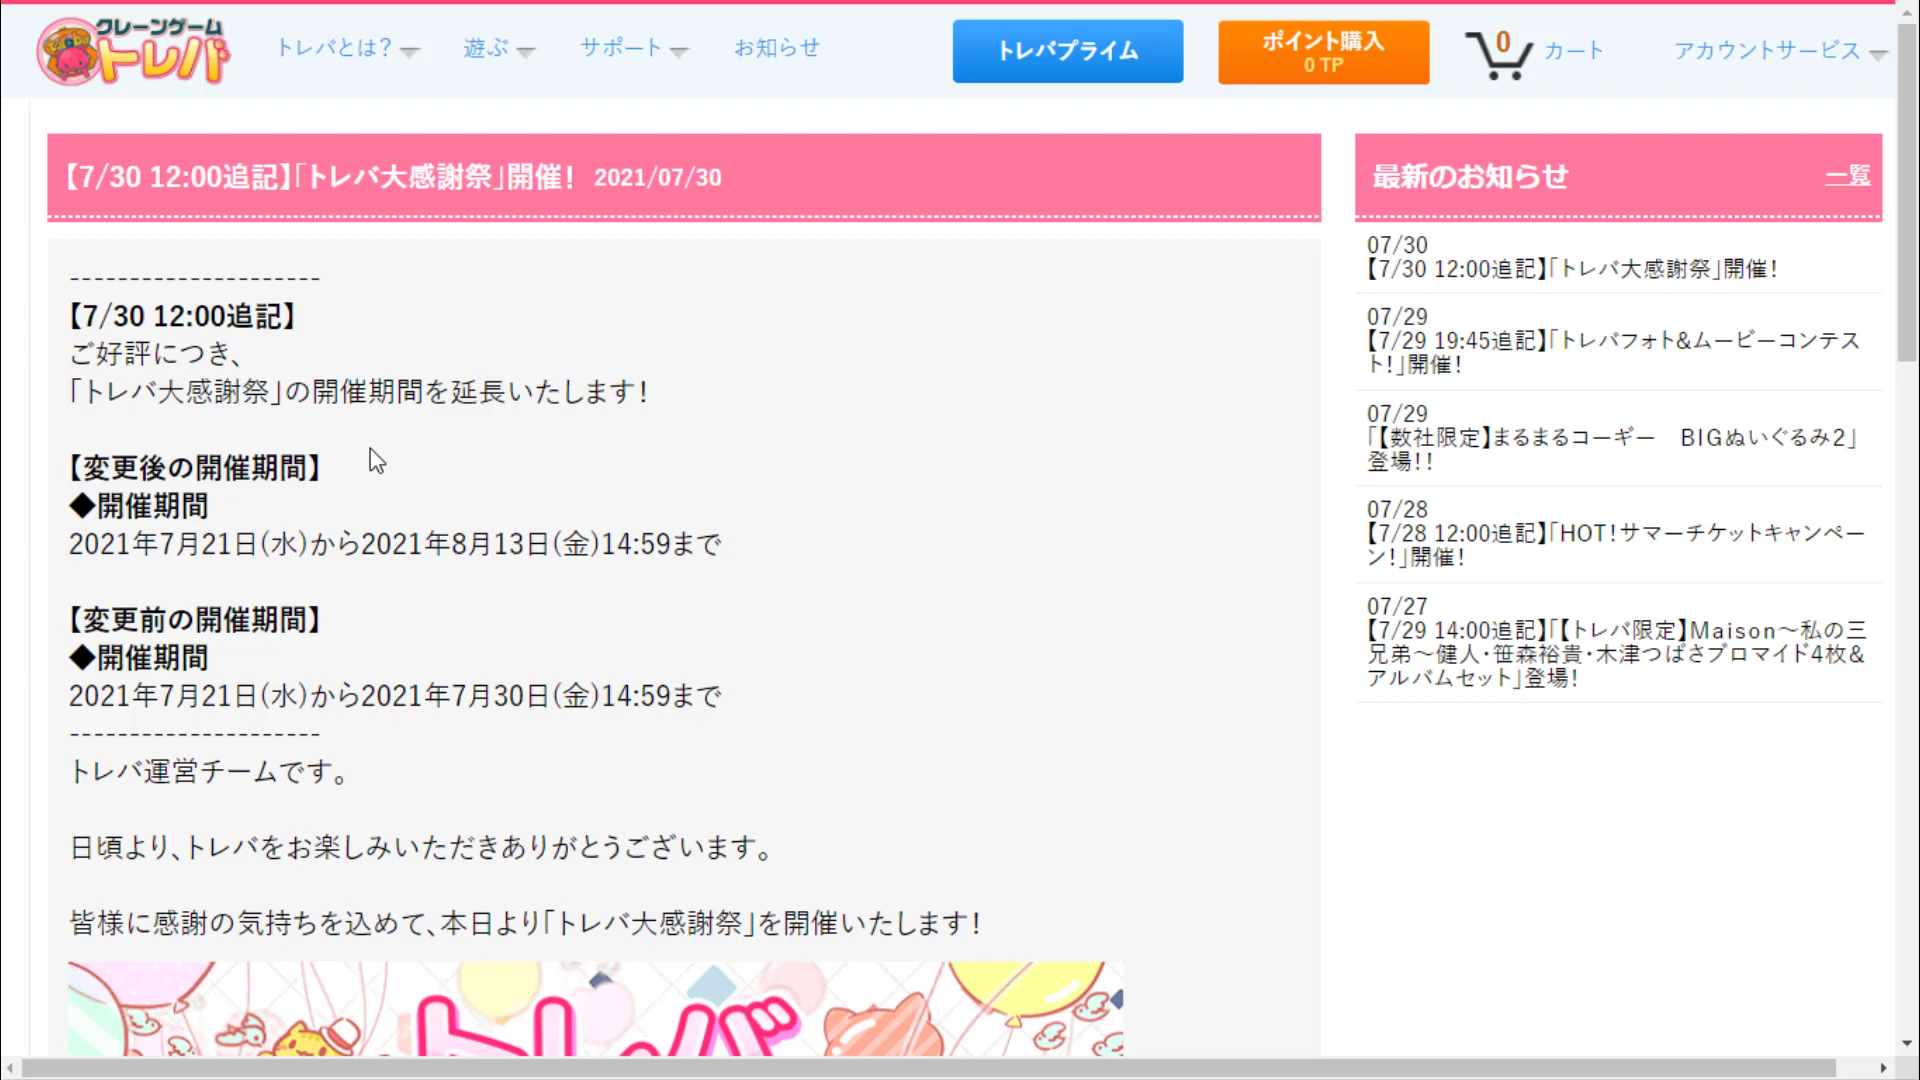 クレーンゲーム
トレバ
トレバとは?
遊ぶ
サポート
お知らせ
トレバプライム
ポイント購入
0 TP
0
カート
アカウントサービス
【7/30 12:00追記】「トレバ大感謝祭」開催! 2021/07/30
---------------------
【7/30 12:00追記】
ご好評につき、
「トレバ大感謝祭」の開催期間を延長いたします!
【変更後の開催期間】
◆開催期間
2021年7月21日(水)から2021年8月13日(金)14:59まで
【変更前の開催期間】
◆開催期間
2021年7月21日(水)から2021年7月30日(金)14:59まで
---------------------
トレバ運営チームです。
日頃より、トレバをお楽しみいただきありがとうございます。
皆様に感謝の気持ちを込めて、本日より「トレバ大感謝祭」を開催いたします!
トレバ
最新のお知らせ
一覧
07/30
【7/30 12:00追記】「トレバ大感謝祭」開催!
07/29
【7/29 19:45追記】「トレバフォト&ムービーコンテス
ト!」開催!
07/29
「【数社限定】まるまるコーギー　BIGぬいぐるみ2」
登場!!
07/28
【7/28 12:00追記】「HOT!サマーチケットキャンペー
ン!」開催!
07/27
【7/29 14:00追記】「【トレバ限定】Maison～私の三
兄弟～健人・笹森裕貴・木津つばさブロマイド4枚&
アルバムセット」登場!